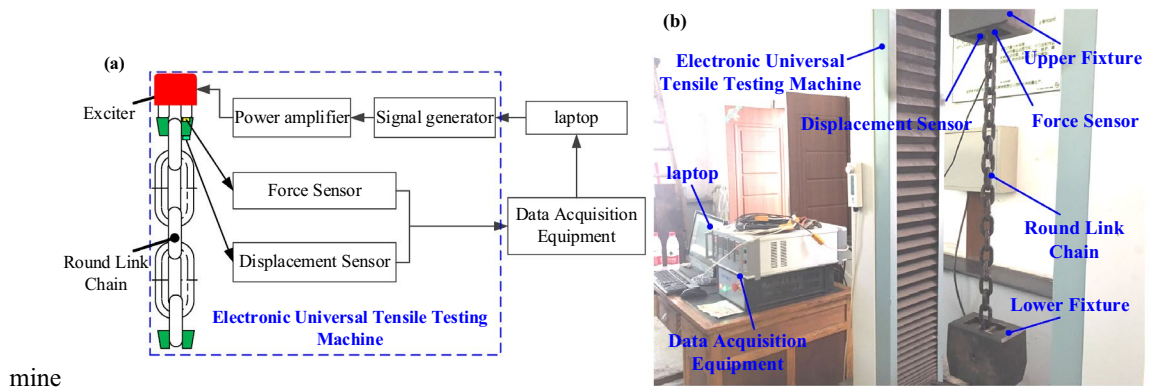 (a)
Exciter
Power amplifier
Signal generator
laptop
Force Sensor
Data Acquisition
Equipment
Displacement Sensor
Round Link
Chain
Electronic Universal Tensile Testing
Machine
(b)
Electronic Universal
Tensile Testing
Machine
Upper Fixture
Displacement Sensor
Force Sensor
laptop
Round Link
Chain
Lower Fixture
Data Acquisition
Equipment
mine